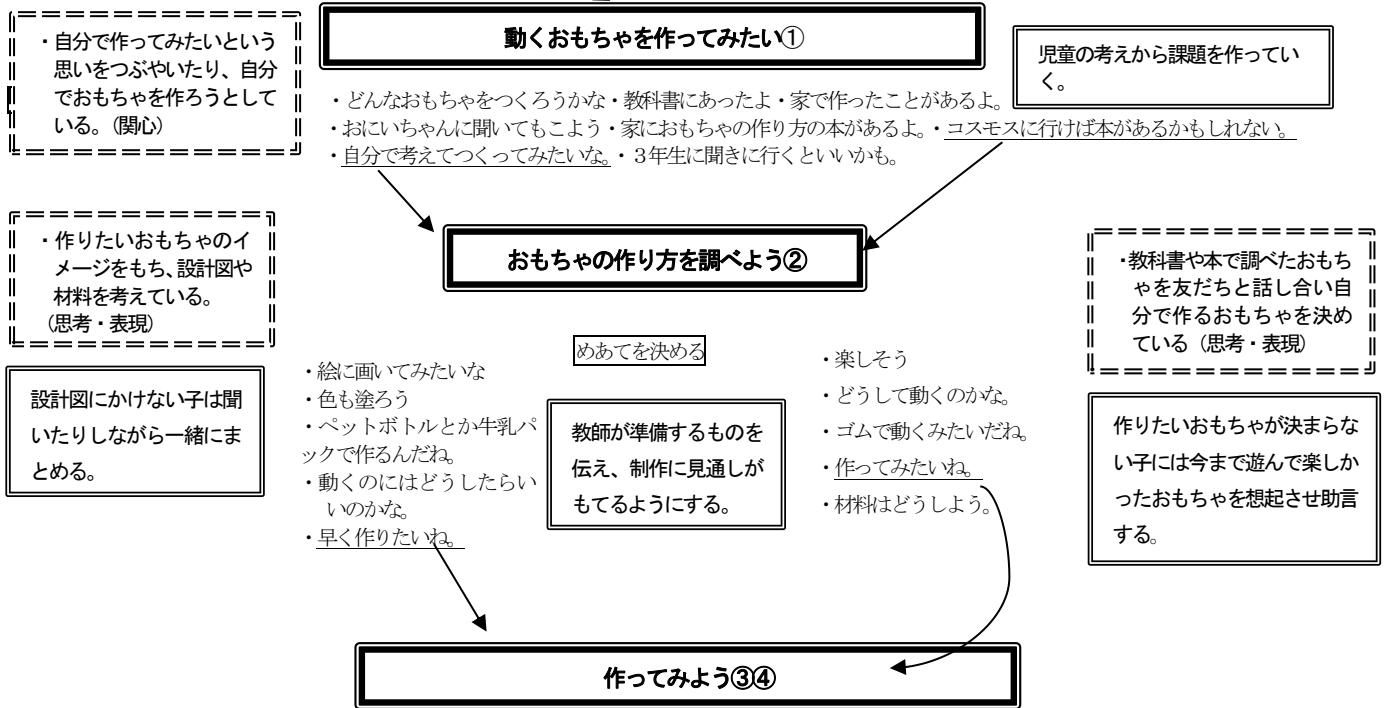 動くおもちゃを作ってみたい①
・自分で作ってみたいという
思いをつぶやいたり、自分
でおもちゃを作ろうとして
いる。（関心）
児童の考えから課題を作ってい
く。
・どんなおもちゃをつくろうかな・教科書にあったよ・家で作ったことがあるよ。
・おにいちゃんに聞いてもこよう・家におもちゃの作り方の本があるよ。・コスモスに行けば本があるかもしれない。
・自分で考えてつくってみたいな。・３年生に聞きに行くといいかも。
おもちゃの作り方を調べよう②
・作りたいおもちゃのイ
メージをもち、設計図や
材料を考えている。
（思考・表現）
・教科書や本で調べたおもち
ゃを友だちと話し合い自
分で作るおもちゃを決め
ている（思考・表現）
めあてを決める
設計図にかけない子は聞
いたりしながら一緒にま
とめる。
・絵に画いてみたいな
・色も塗ろう
・ペットボトルとか牛乳パ
ックで作るんだね。
・動くのにはどうしたらい
いのかな。
・早く作りたいね。
教師が準備するものを
伝え、制作に見通しが
もてるようにする。
・楽しそう
・どうして動くのかな。
・ゴムで動くみたいだね。
・作ってみたいね。
・材料はどうしよう。
作りたいおもちゃが決まらな
い子には今まで遊んで楽しか
ったおもちゃを想起させ助言
する。
作ってみよう③④